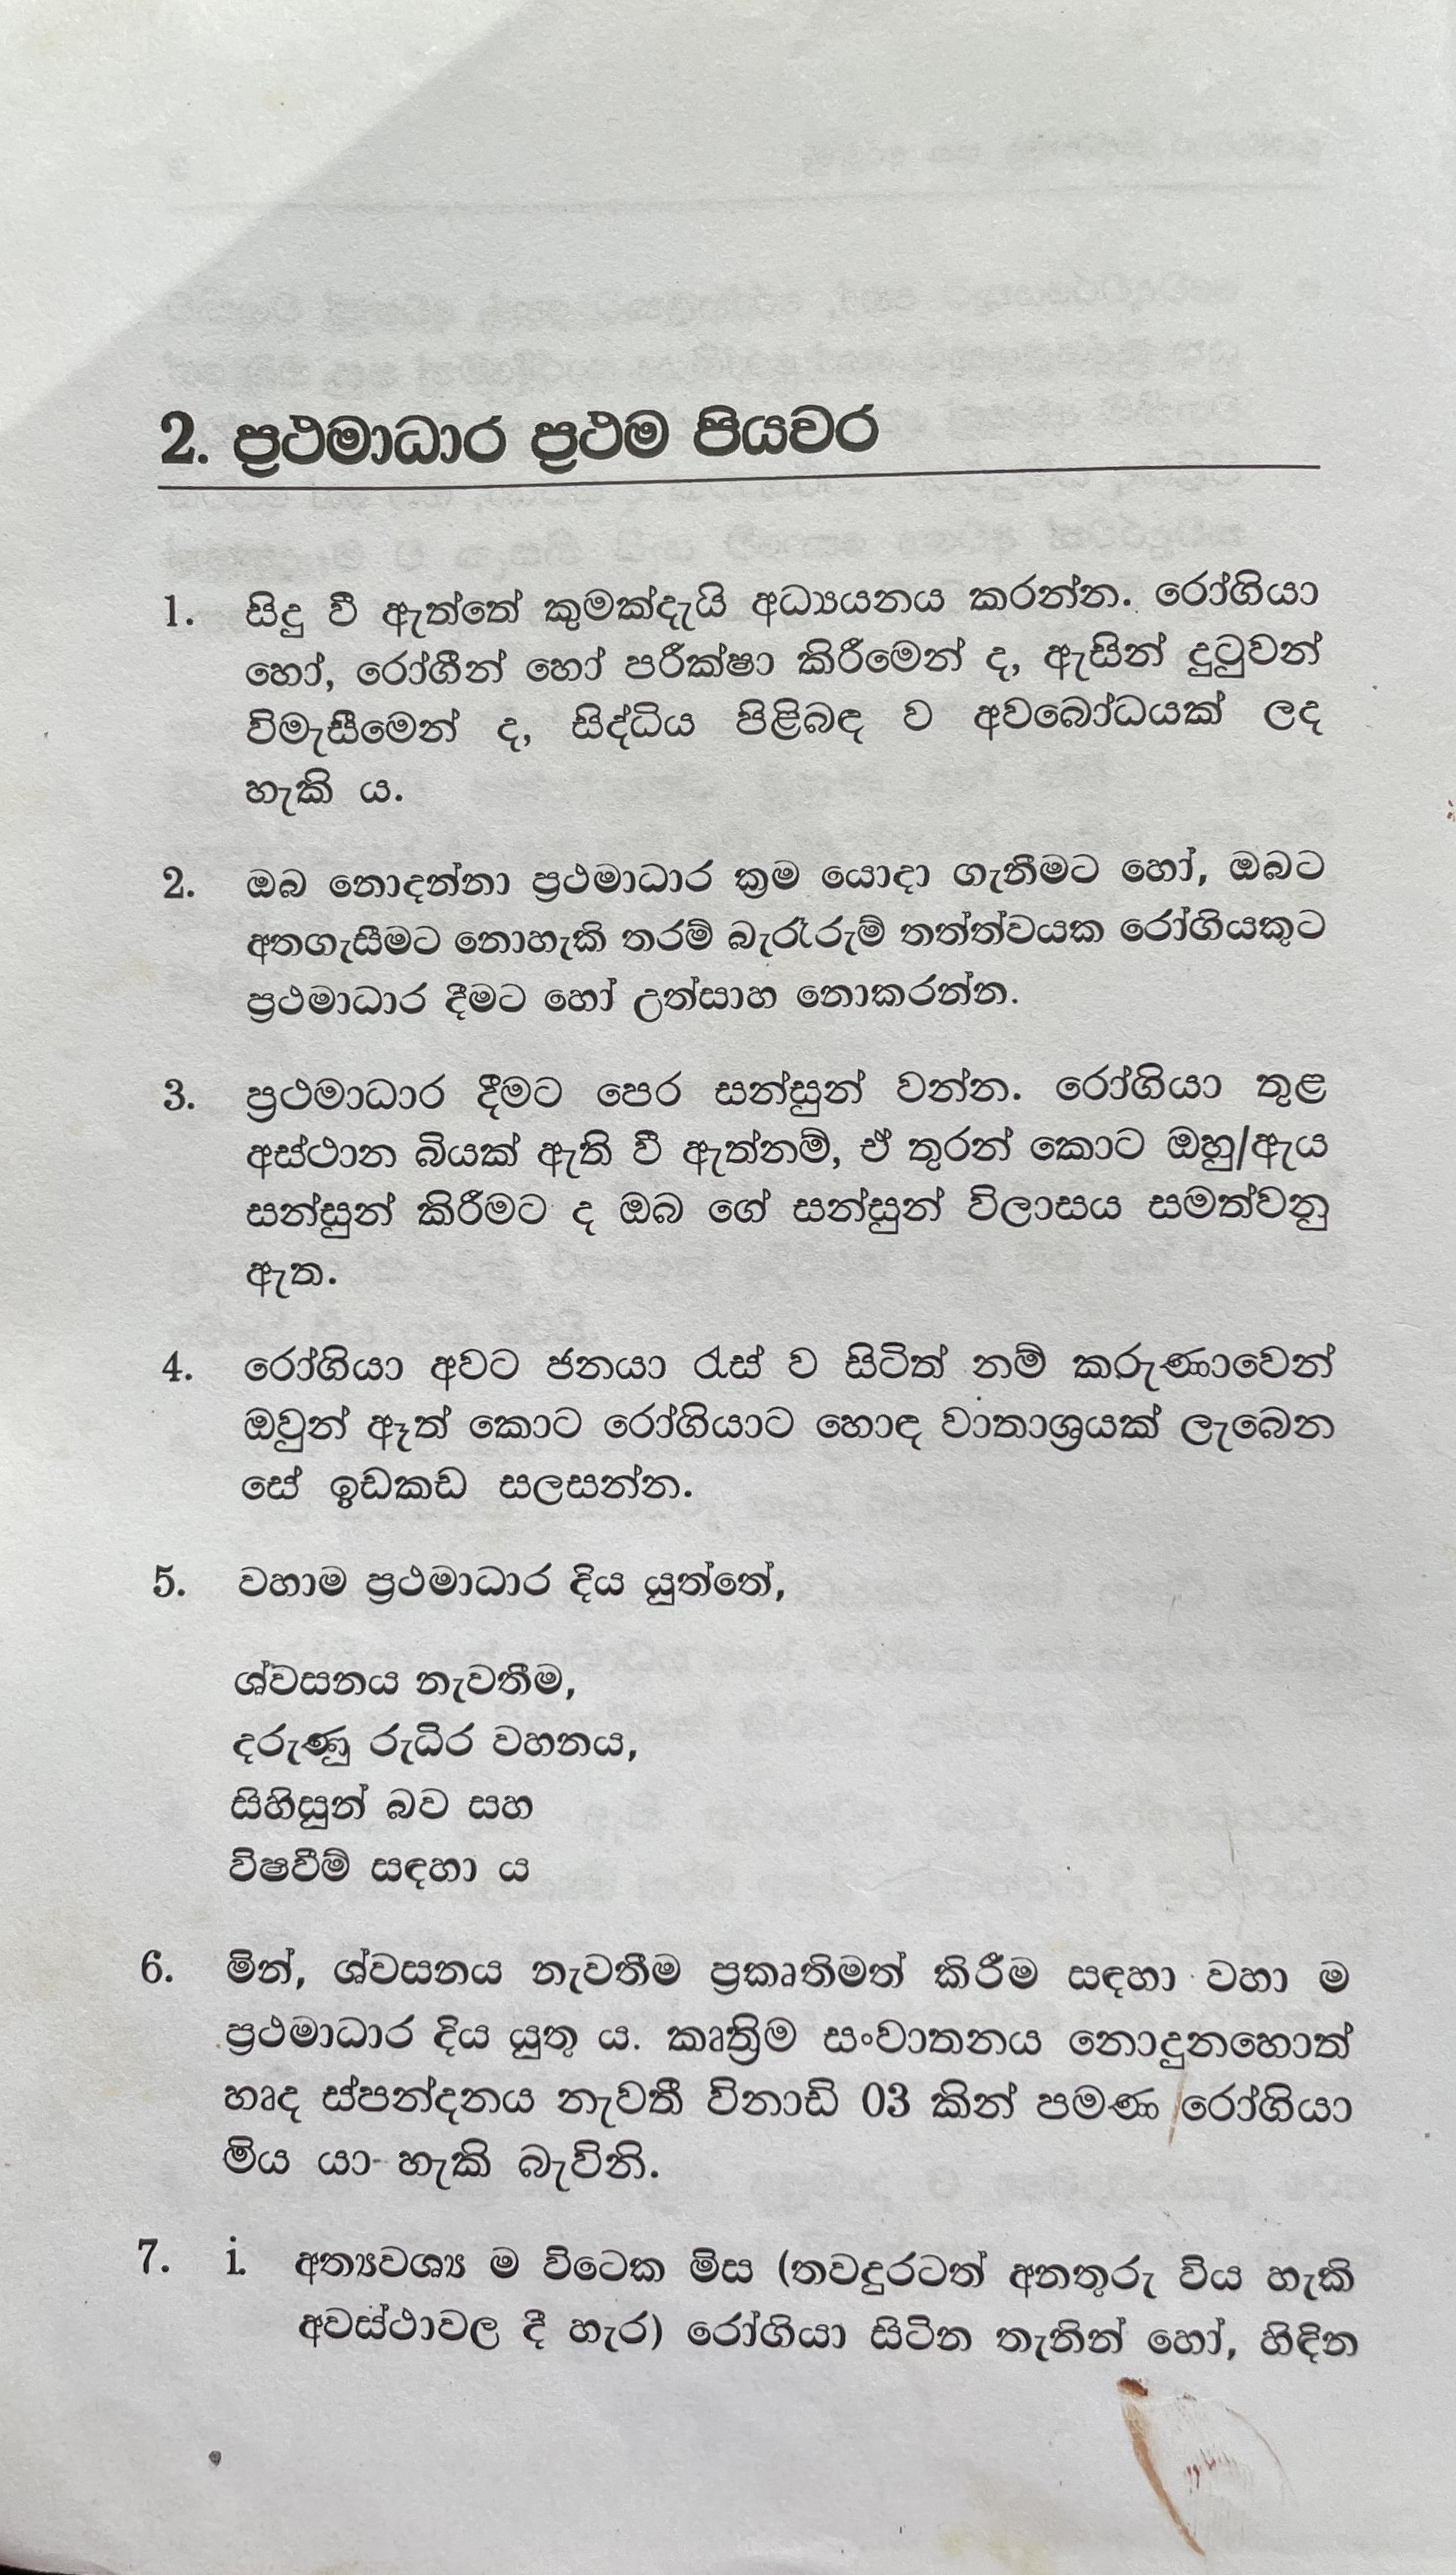 2. ප්‍රථමාධාර ප්‍රථම පියවර
1. සිදු වී ඇත්තේ කුමක්දැයි අධ්‍යයනය කරන්න. රෝගියා
හෝ, රෝගීන් හෝ පරීක්ෂා කිරීමෙන් ද, ඇසින් දුටුවන්
විමැසීමෙන් ද, සිද්ධිය පිළිබඳ ව අවබෝධයක් ලද
හැකි ය.
2. ඔබ නොදන්නා ප්‍රථමාධාර ක්‍රම යොදා ගැනීමට හෝ, ඔබට
අතගැසීමට නොහැකි තරම් බැරෑරුම් තත්ත්වයක රෝගියකුට
ප්‍රථමාධාර දීමට හෝ උත්සාහ නොකරන්න.
3. ප්‍රථමාධාර දීමට පෙර සන්සුන් වන්න. රෝගියා තුළ
අස්ථාන බියක් ඇති වී ඇත්නම්, ඒ තුරන් කොට ඔහු/ඇය
සන්සුන් කිරීමට ද ඔබ ගේ සන්සුන් විලාසය සමත්වනු
ඇත.
4. රෝගියා අවට ජනයා රැස් ව සිටිත් නම් කරුණාවෙන්
ඔවුන් ඈත් කොට රෝගියාට හොඳ වාතාශ්‍රයක් ලැබෙන
සේ ඉඩකඩ සලසන්න.
5. වහාම ප්‍රථමාධාර දිය යුත්තේ,
ශ්වසනය නැවතීම,
දරුණු රුධිර වහනය,
සිහිසුන් බව සහ
විෂවීම් සඳහා ය
6. මින්, ශ්වසනය නැවතීම ප්‍රකෘතිමත් කිරීම සඳහා වහා ම
ප්‍රථමාධාර දිය යුතු ය. කෘත්‍රිම සංවාතනය නොදුනහොත්
හෘද ස්පන්දනය නැවතී විනාඩි 03 කින් පමණ රෝගියා
මිය යා හැකි බැවිනි.
7. i. අත්‍යවශ්‍ය ම විටෙක මිස (තවදුරටත් අනතුරු විය හැකි
අවස්ථාවල දී හැර) රෝගියා සිටින තැනින් හෝ, හිඳින